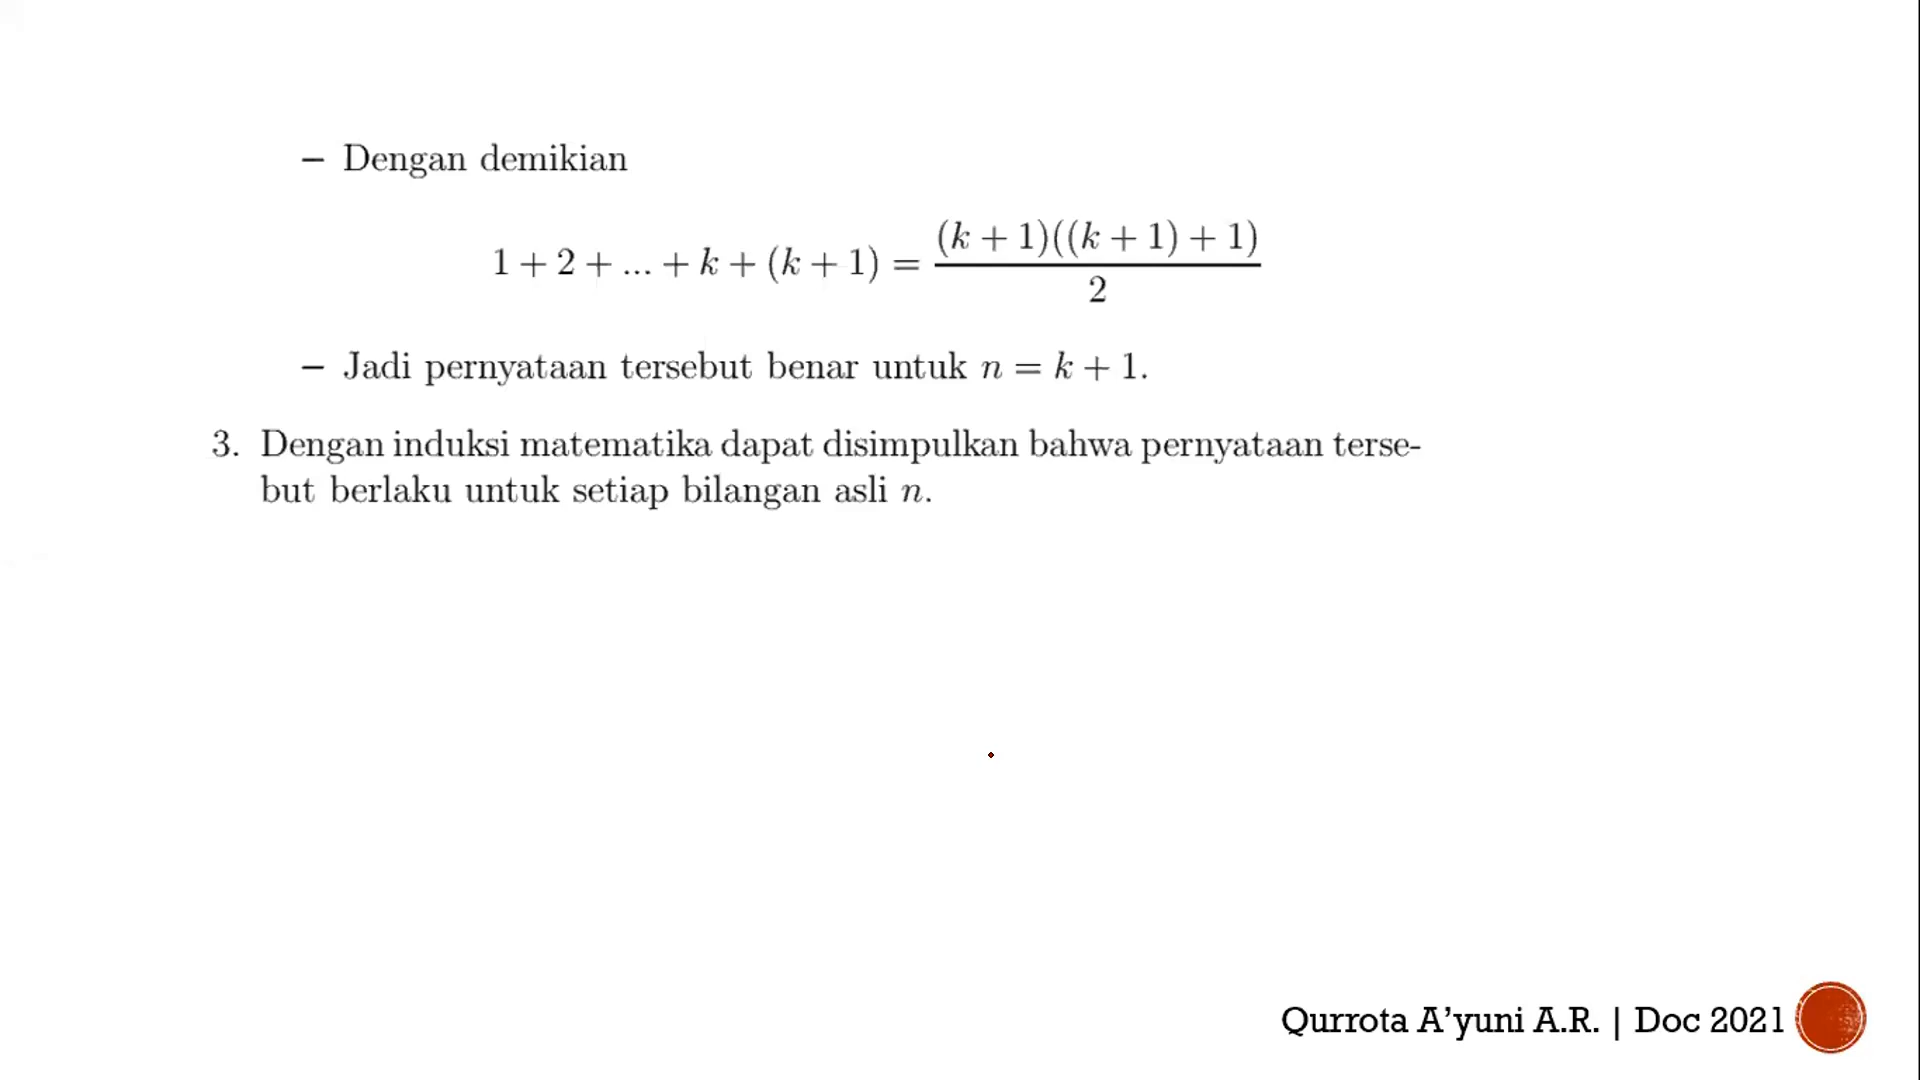 – Dengan demikian
1 + 2 + ... + k + (k + 1) = \frac{(k + 1)((k + 1) + 1)}{2}
– Jadi pernyataan tersebut benar untuk n = k + 1.
3. Dengan induksi matematika dapat disimpulkan bahwa pernyataan terse-
but berlaku untuk setiap bilangan asli n.
Qurrota A’yuni A.R. | Doc 2021